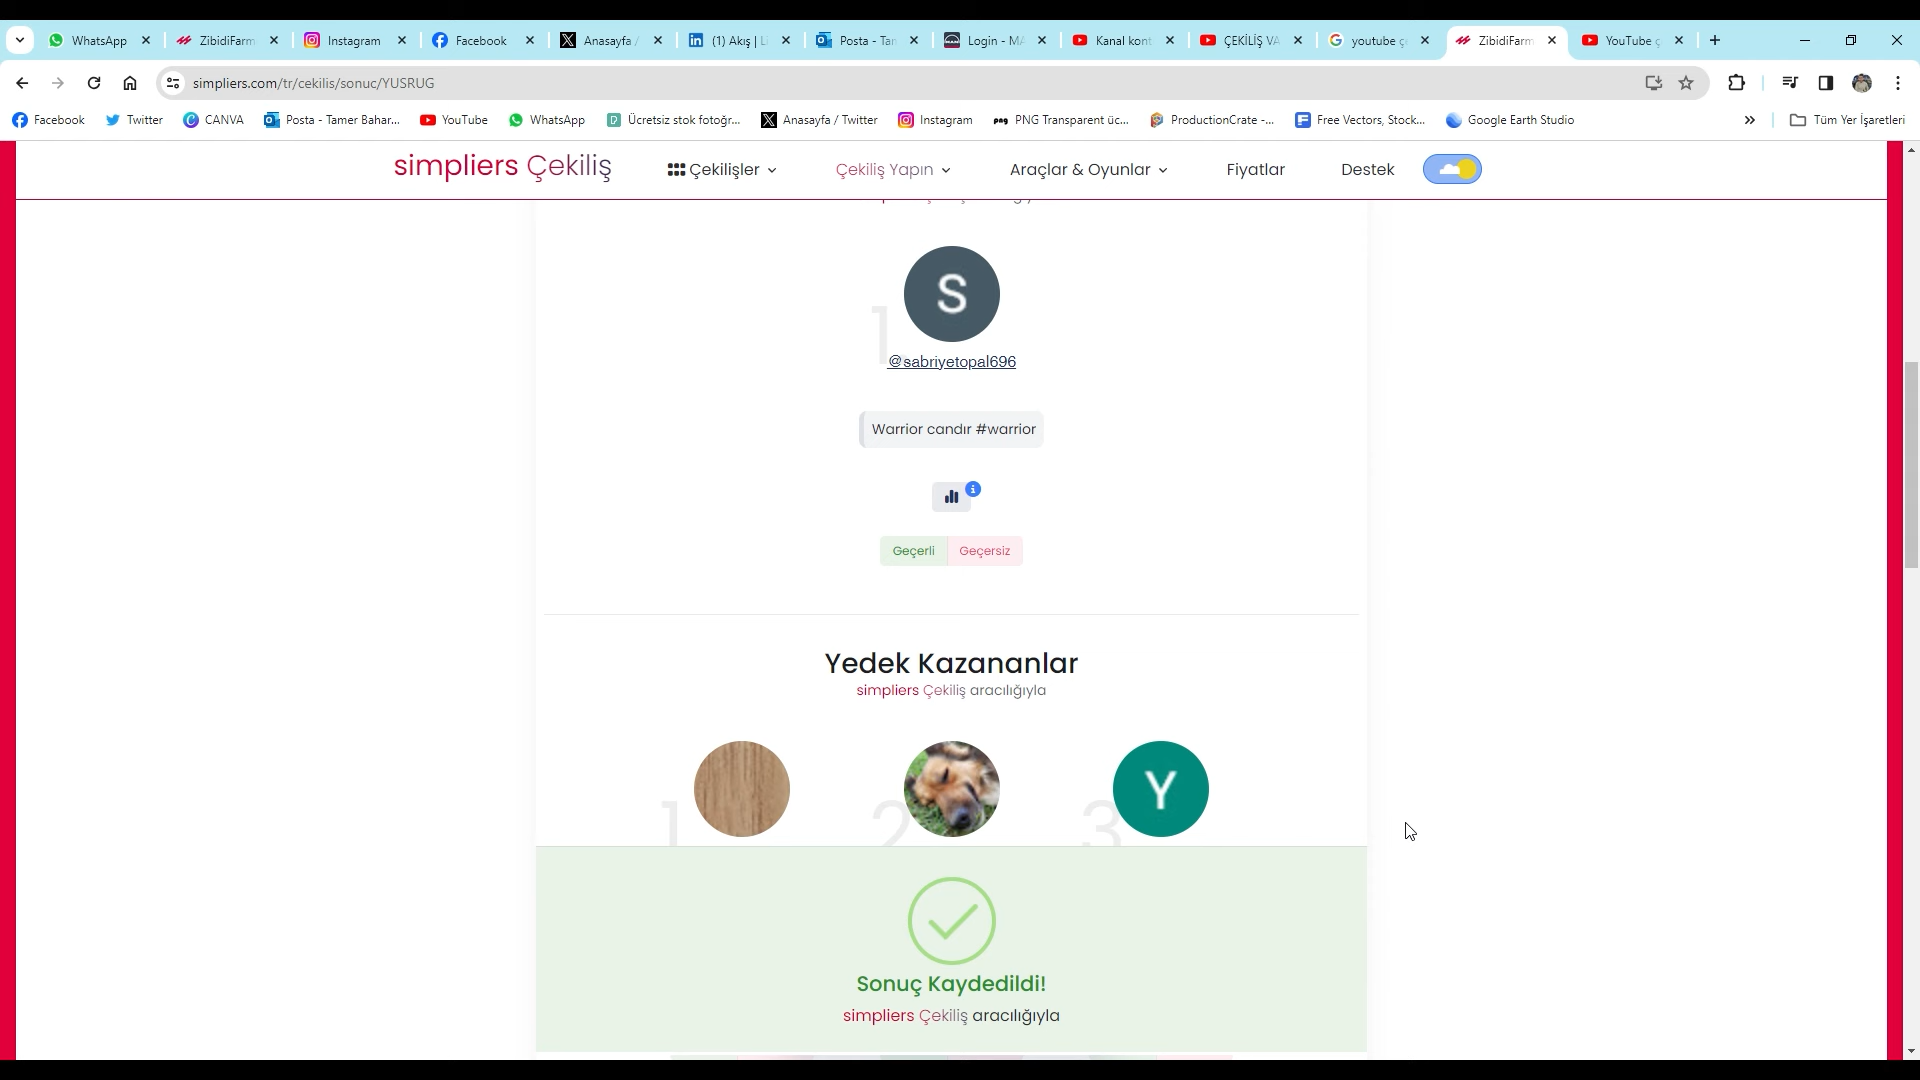 WhatsApp
ZibidiFarm
Instagram
Facebook
Anasayfa /
(1) Akış | L
Posta - Tan
Login - MA
Kanal kont
ÇEKİLİŞ VA
youtube çe
ZibidiFarm
YouTube ç
simpliers.com/tr/cekilis/sonuc/YUSRUG
Facebook
Twitter
CANVA
Posta - Tamer Bahar...
YouTube
WhatsApp
Ücretsiz stok fotoğr...
Anasayfa / Twitter
Instagram
PNG Transparent üc...
ProductionCrate -...
Free Vectors, Stock...
Google Earth Studio
Tüm Yer İşaretleri
simpliers Çekiliş
Çekilişler
Çekiliş Yapın
Araçlar & Oyunlar
Fiyatlar
Destek
S
1
@sabriyetopal696
Warrior candır #warrior
Geçerli
Geçersiz
Yedek Kazananlar
simpliers Çekiliş aracılığıyla
1
2
3
Y
Sonuç Kaydedildi!
simpliers Çekiliş aracılığıyla